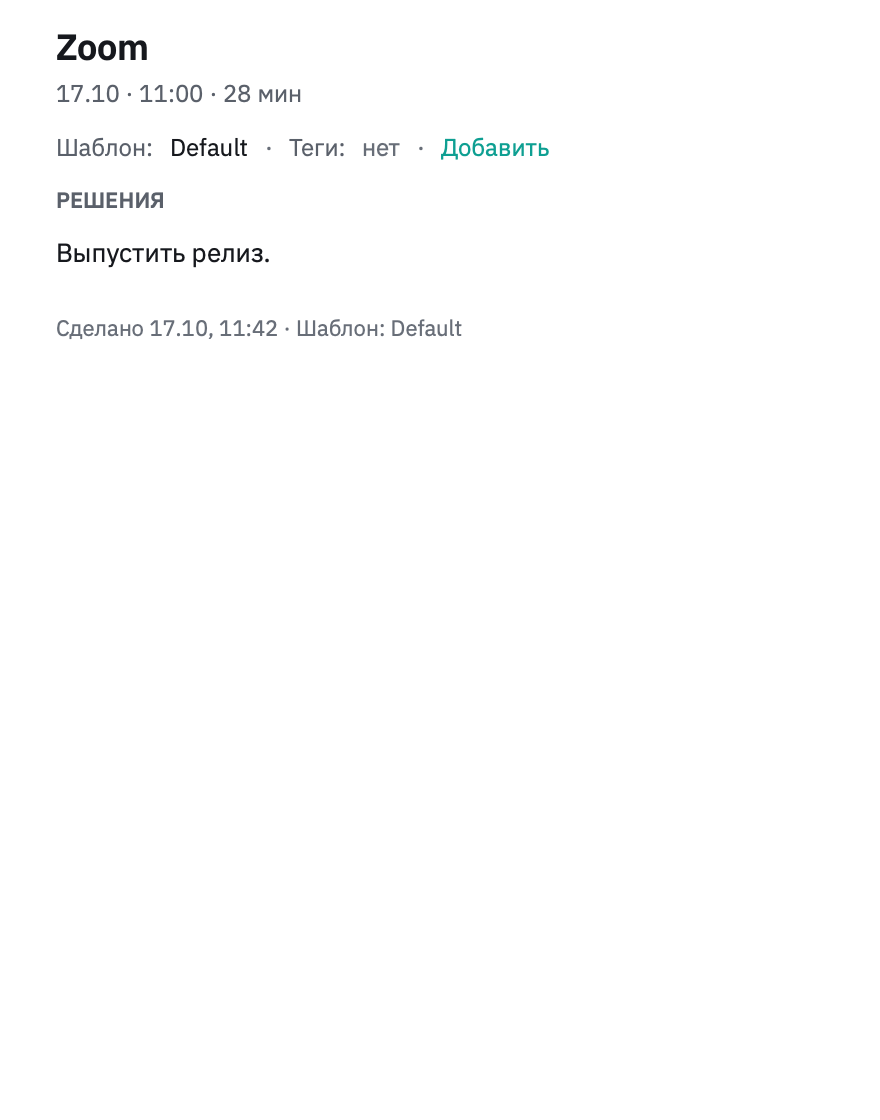 Zoom
17.10 · 11:00 · 28 мин
Шаблон: Default · Теги: нет · Добавить
РЕШЕНИЯ
Выпустить релиз.
Сделано 17.10, 11:42 · Шаблон: Default